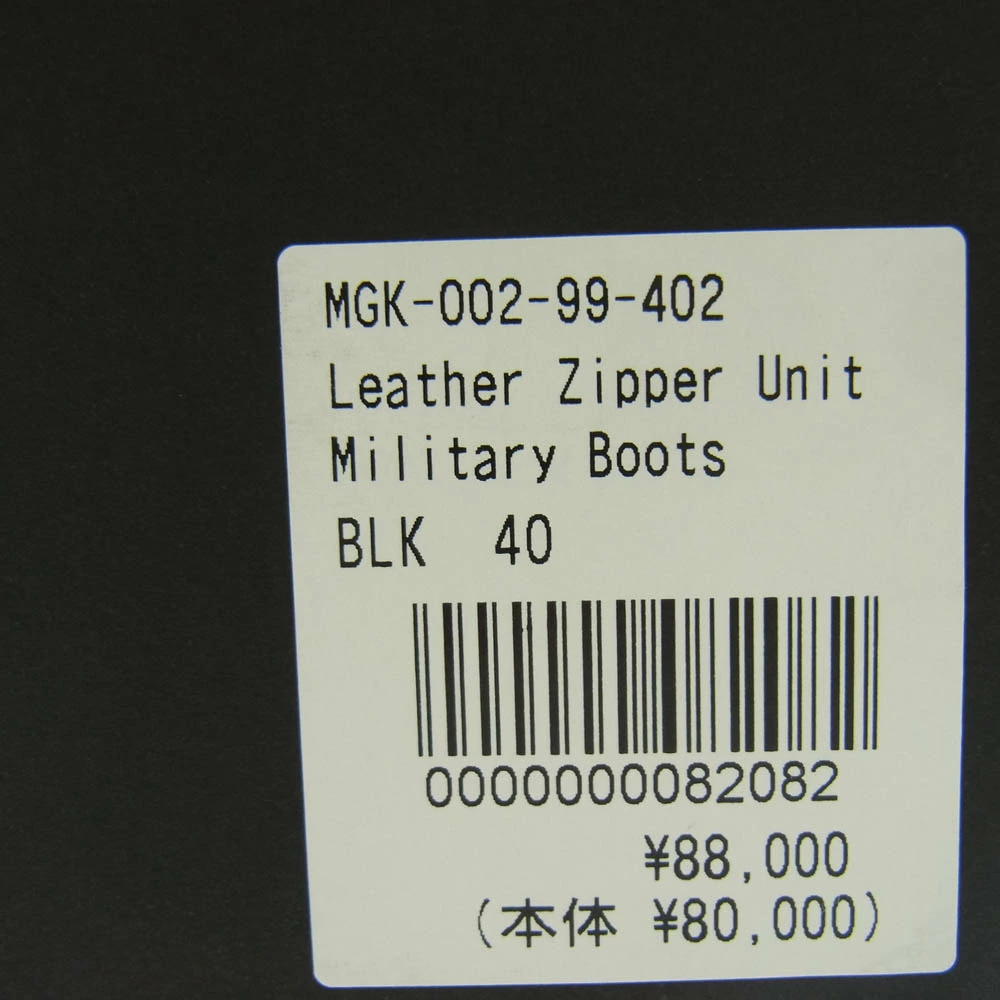 MGK-002-99-402
Leather Zipper Unit
Military Boots
BLK 40
0000000082082
¥88,000
(本体 ¥80,000)